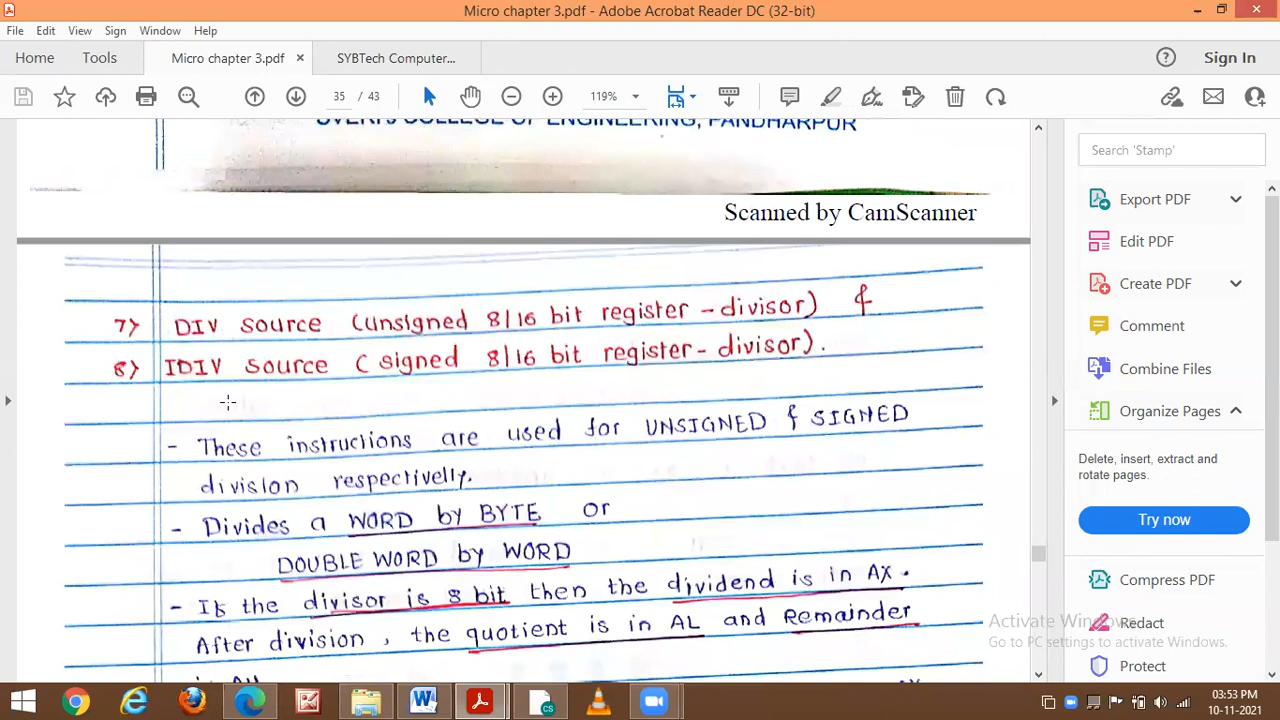 Micro chapter 3.pdf - Adobe Acrobat Reader DC (32-bit)
File Edit View Sign Window Help
Home Tools Micro chapter 3.pdf × SYBTech Computer...
Sign In
35 / 43 119%
SVERI's COLLEGE OF ENGINEERING, PANDHARPUR
Scanned by CamScanner
7) DIV source (unsigned 8/16 bit register - divisor) &
8) IDIV source (signed 8/16 bit register - divisor).
- These instructions are used for UNSIGNED & SIGNED
division respectivelly.
- Divides a WORD by BYTE or
DOUBLE WORD by WORD
- If the divisor is 8 bit then the dividend is in AX.
After division, the quotient is in AL and Remainder
Search 'Stamp'
Export PDF
Edit PDF
Create PDF
Comment
Combine Files
Organize Pages
Delete, insert, extract and
rotate pages.
Try now
Compress PDF
Redact
Protect
Activate Windows
Go to PC settings to activate Windows.
03:53 PM
10-11-2021